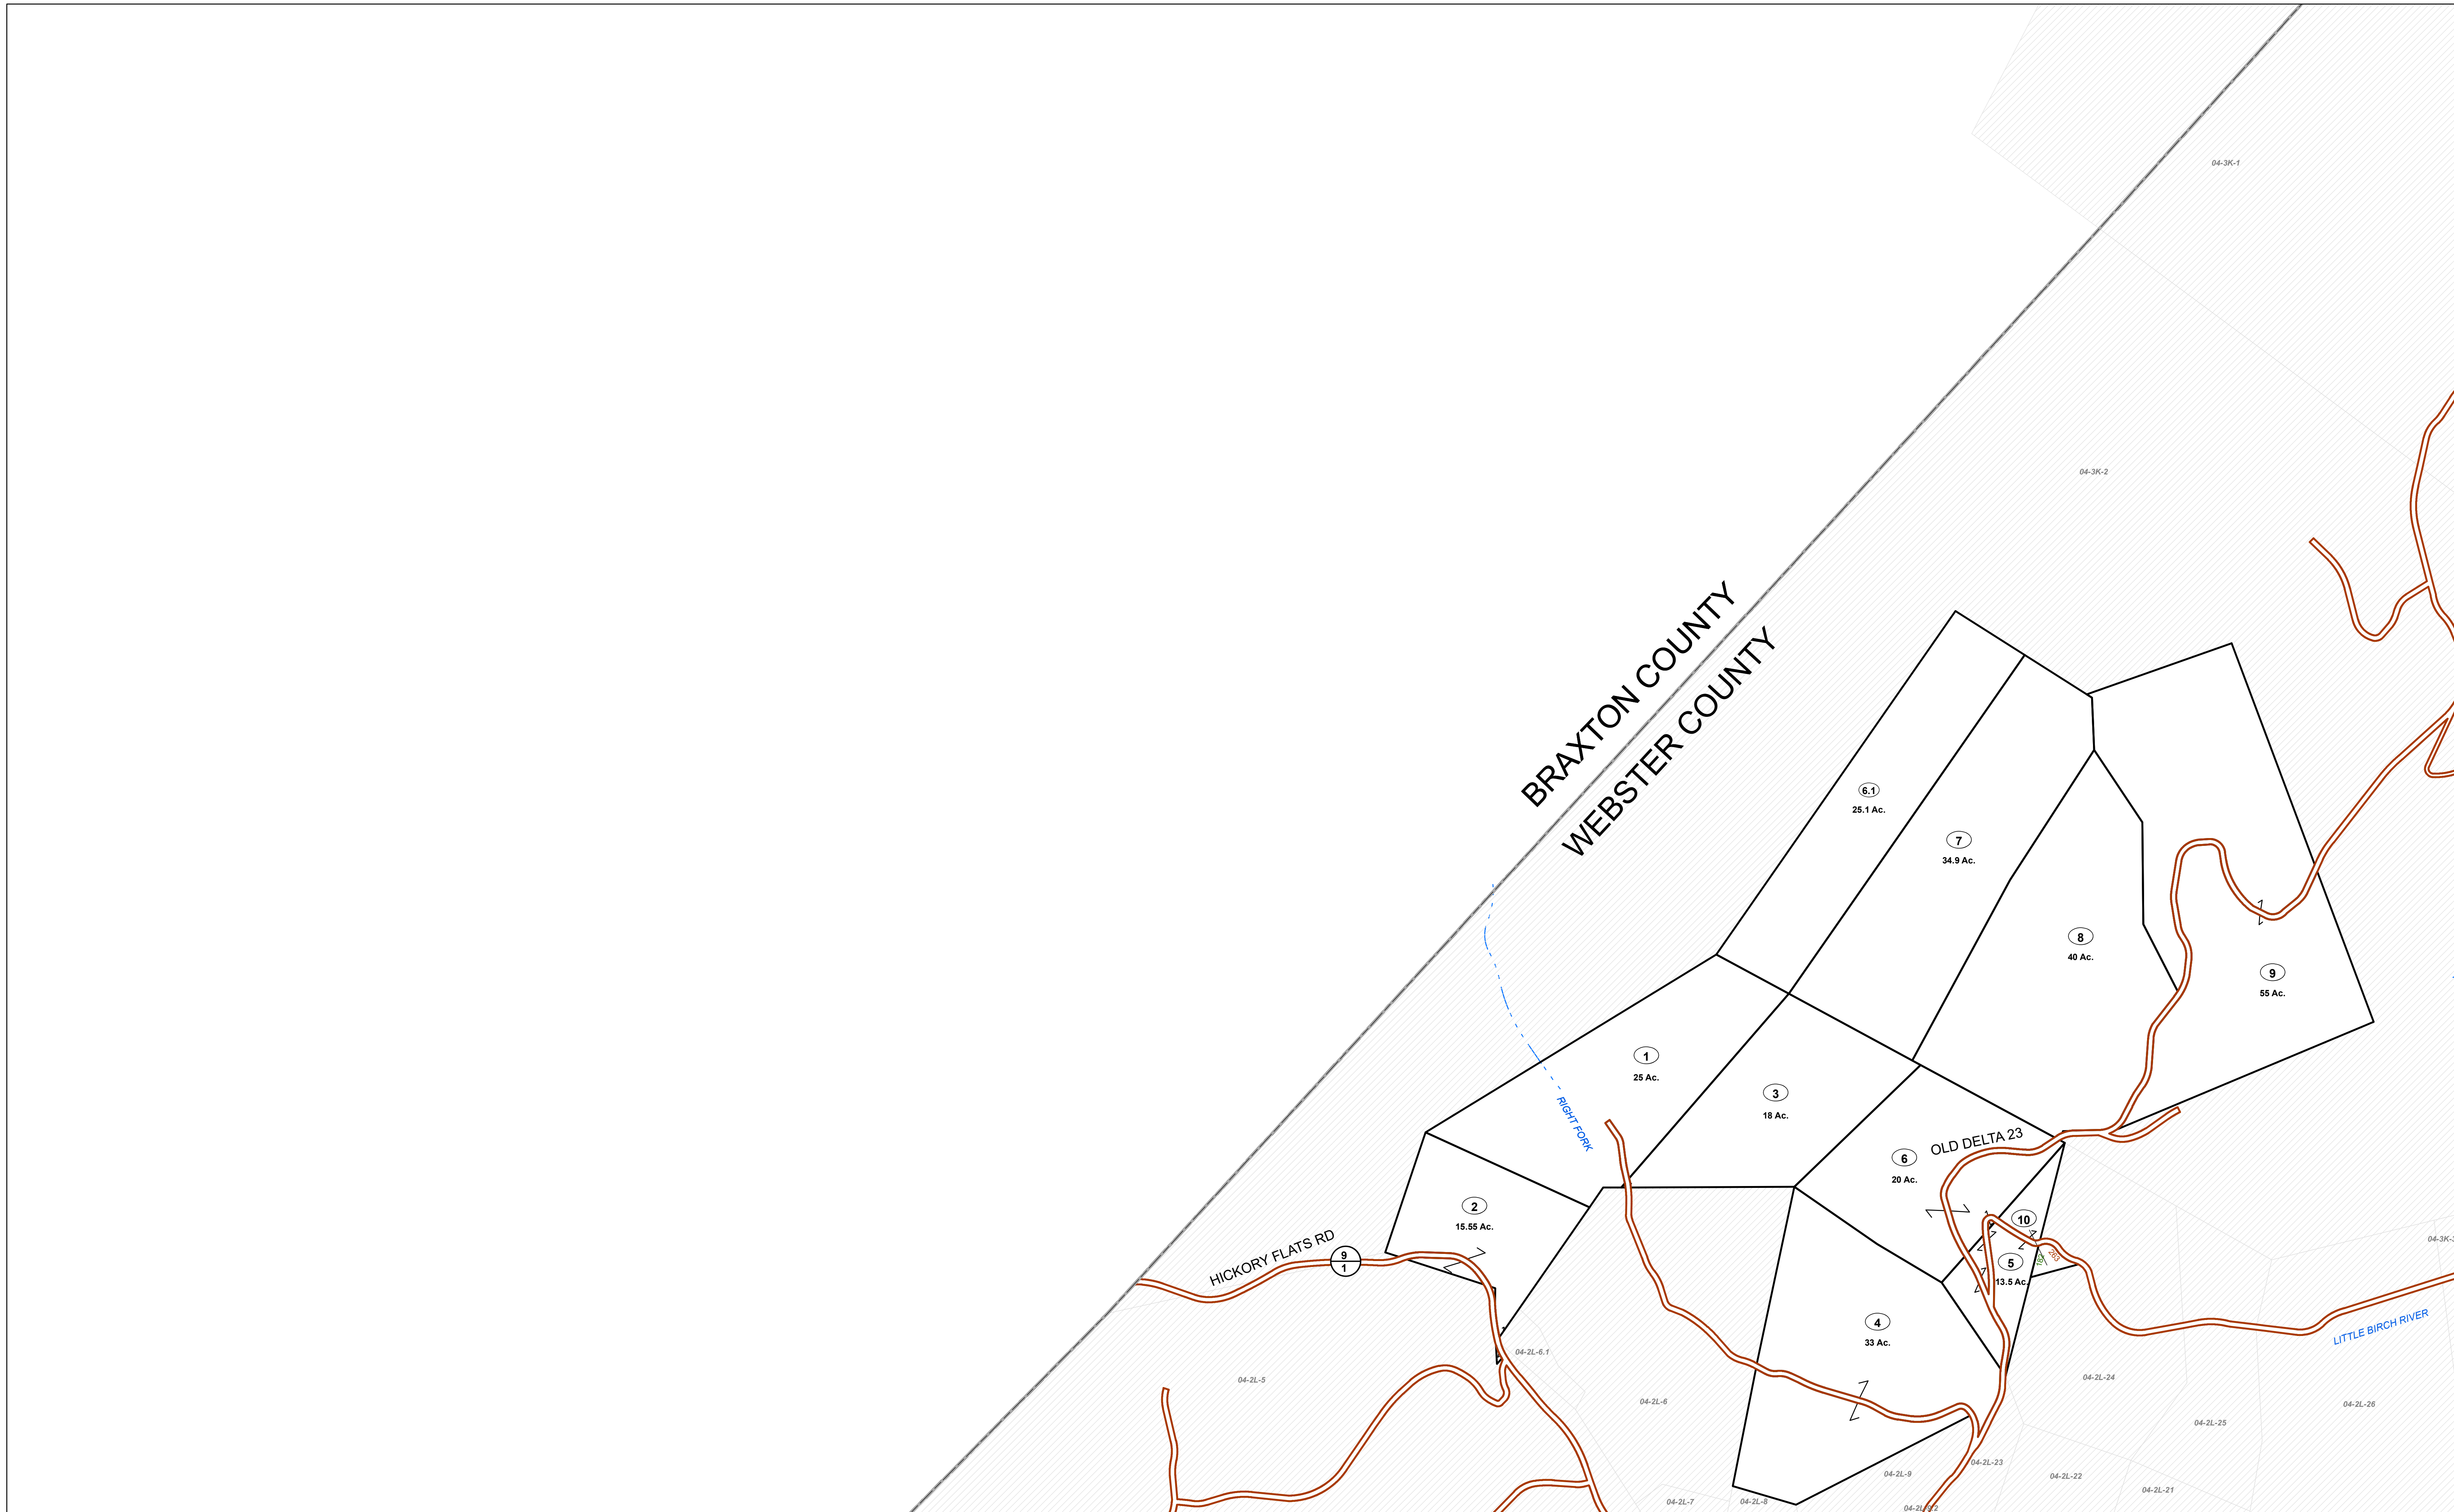 04-3K-1
04-3K-2
BRAXTON COUNTY
WEBSTER COUNTY
6.1
25.1 Ac.
7
34.9 Ac.
8
40 Ac.
9
55 Ac.
1
25 Ac.
3
18 Ac.
RIGHT FORK
OLD DELTA 23
6
20 Ac.
2
15.55 Ac.
10
HICKORY FLATS RD
9
1
5
13.5 Ac.
182
263
LITTLE BIRCH RIVER
4
33 Ac.
04-2L-6.1
04-2L-5
04-2L-6
04-2L-24
04-2L-26
04-2L-25
04-2L-23
04-2L-9
04-2L-22
04-2L-21
04-2L-7
04-2L-8